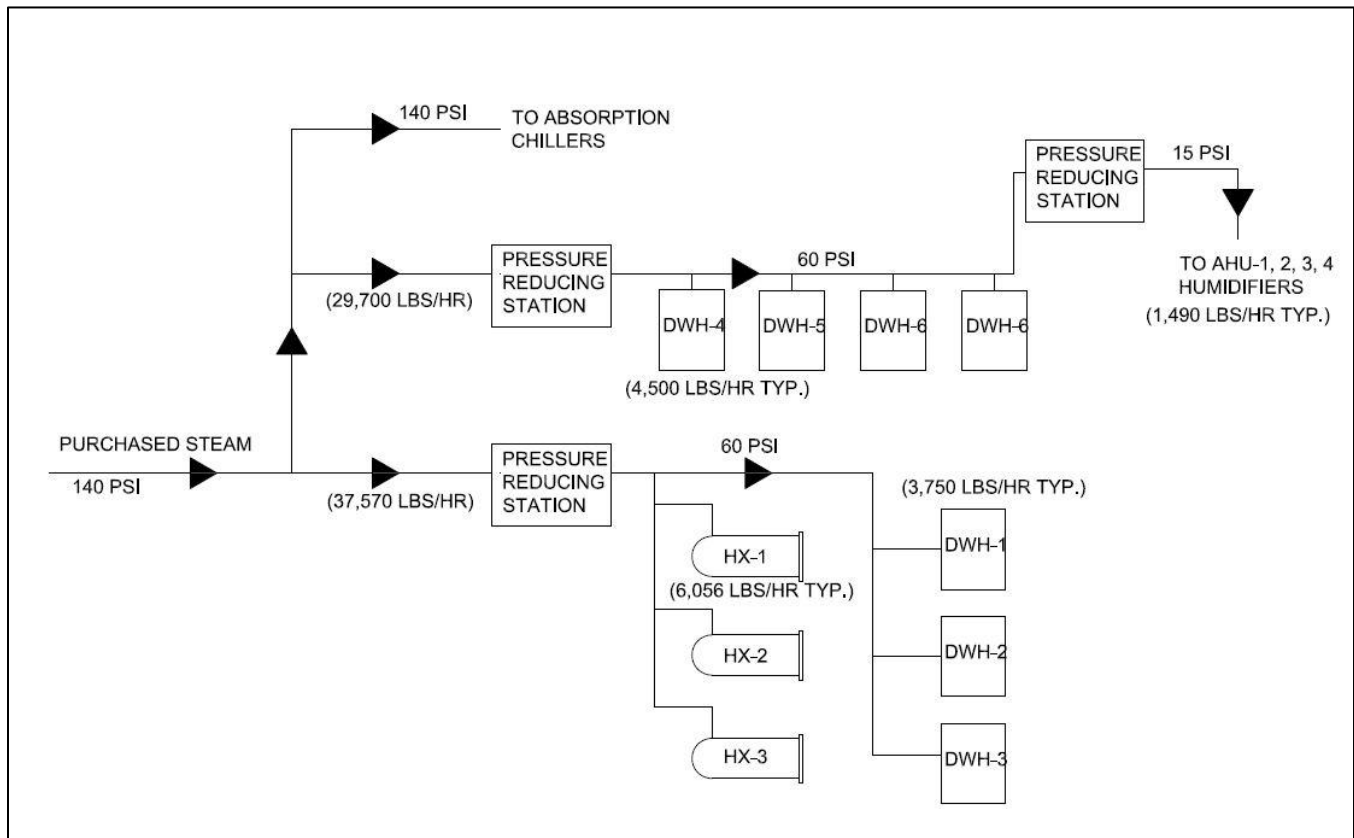 140 PSI
TO ABSORPTION
CHILLERS
PRESSURE
REDUCING
STATION
15 PSI
PRESSURE
REDUCING
STATION
60 PSI
(29,700 LBS/HR)
DWH-4
DWH-5
DWH-6
DWH-6
TO AHU-1, 2, 3, 4
HUMIDIFIERS
(1,490 LBS/HR TYP.)
(4,500 LBS/HR TYP.)
PURCHASED STEAM
140 PSI
(37,570 LBS/HR)
PRESSURE
REDUCING
STATION
60 PSI
(3,750 LBS/HR TYP.)
HX-1
(6,056 LBS/HR TYP.)
HX-2
HX-3
DWH-1
DWH-2
DWH-3